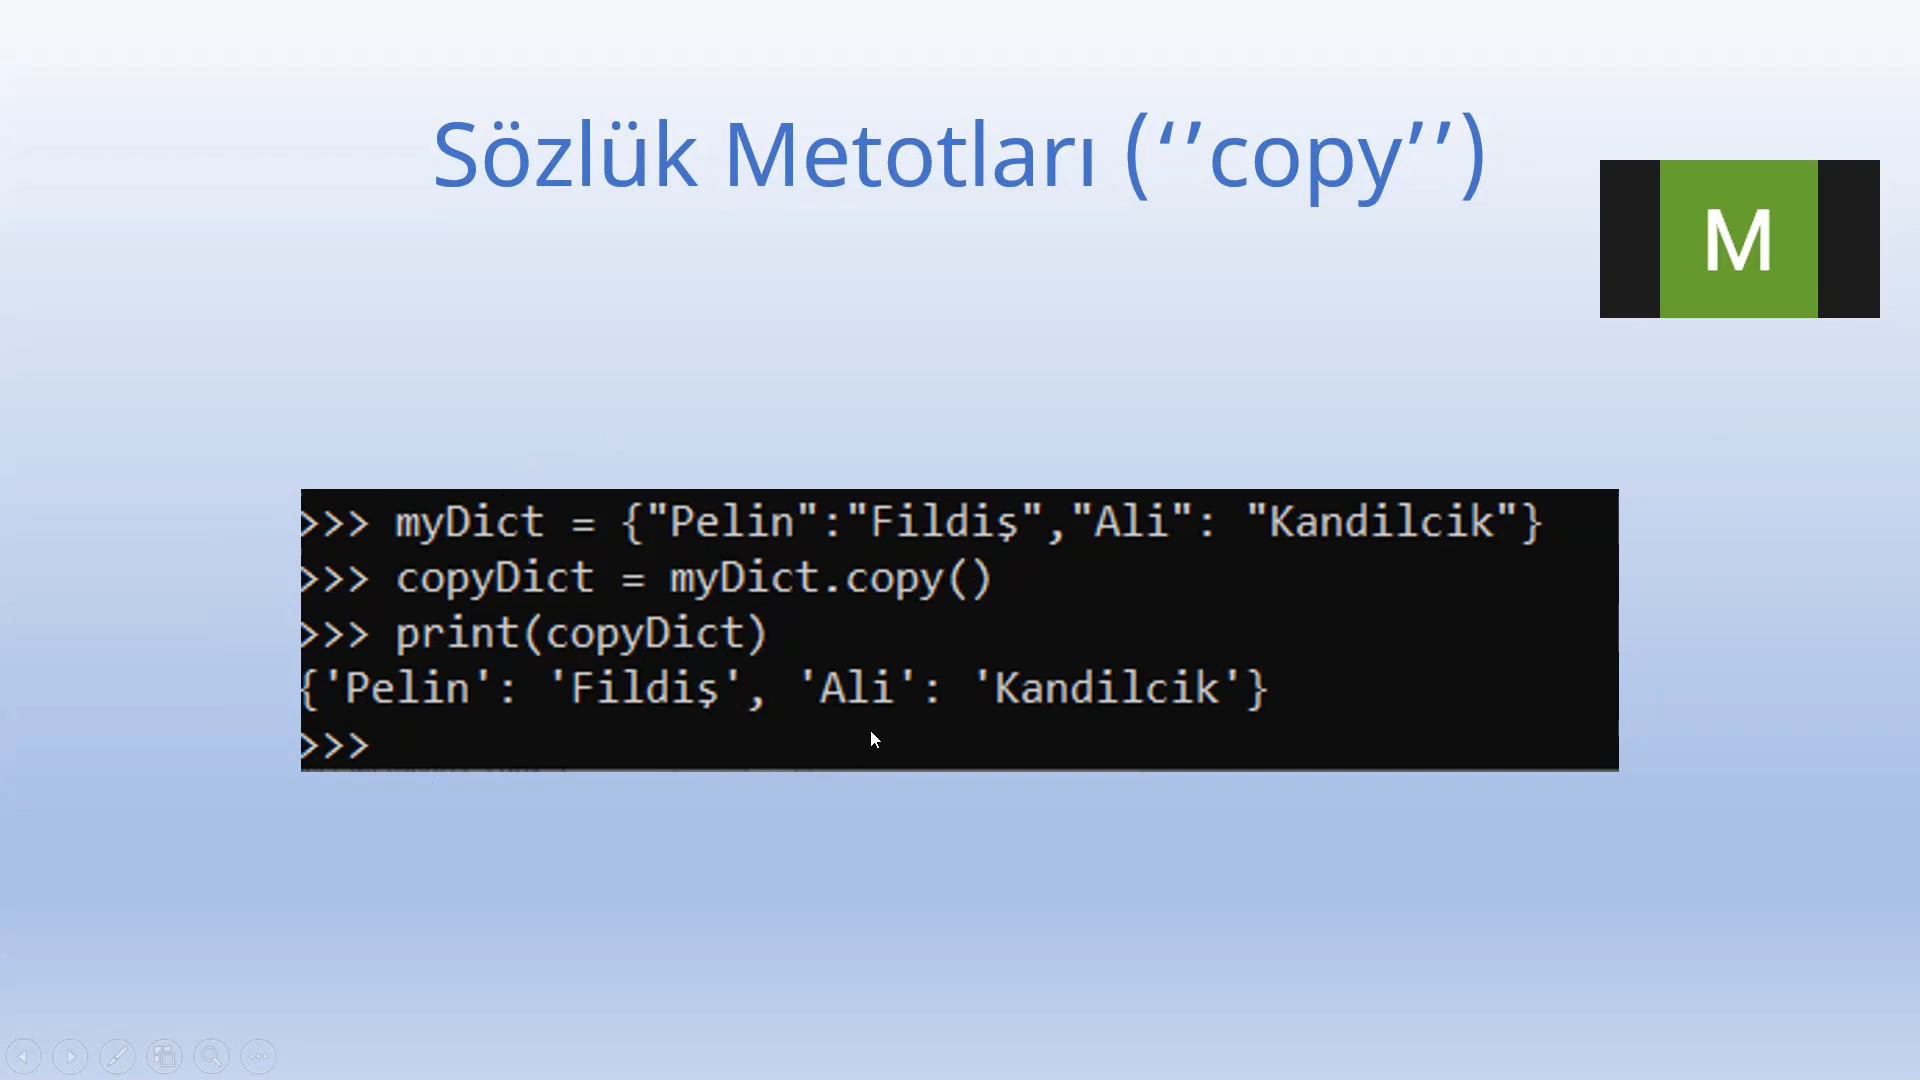 Sözlük Metotları (‘’copy’’)
M
>>> myDict = {"Pelin":"Fildiş","Ali": "Kandilcik"}
>>> copyDict = myDict.copy()
>>> print(copyDict)
{'Pelin': 'Fildiş', 'Ali': 'Kandilcik'}
>>>